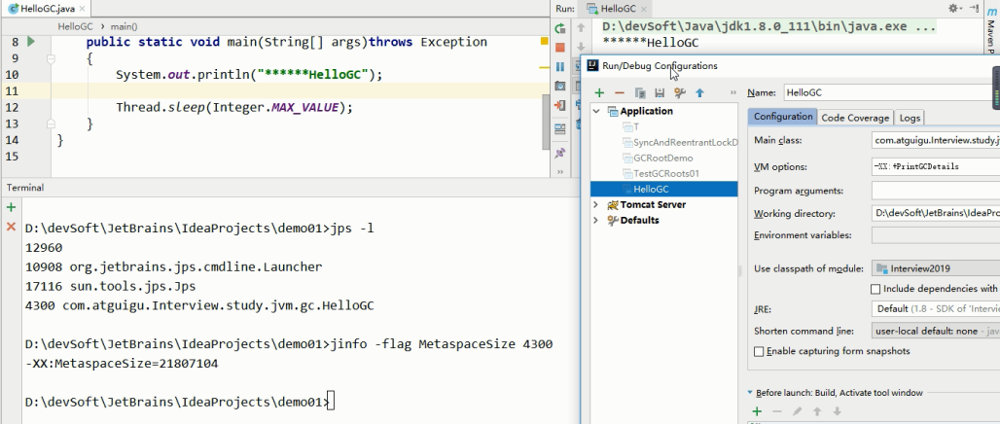 HelloGC.java
HelloGC > main()
8 public static void main(String[] args)throws Exception
9 {
10 System.out.println("******HelloGC");
11
12 Thread.sleep(Integer.MAX_VALUE);
13 }
14 }
15
Run: HelloGC
D:\devSoft\Java\jdk1.8.0_111\bin\java.exe ...
******HelloGC
Maven P
Terminal
D:\devSoft\JetBrains\IdeaProjects\demo01>jps -l
12960
10908 org.jetbrains.jps.cmdline.Launcher
17116 sun.tools.jps.Jps
4300 com.atguigu.Interview.study.jvm.gc.HelloGC
D:\devSoft\JetBrains\IdeaProjects\demo01>jinfo -flag MetaspaceSize 4300
-XX:MetaspaceSize=21807104
D:\devSoft\JetBrains\IdeaProjects\demo01>
Run/Debug Configurations
Application
T
SyncAndReentrantLockD
GCRootDemo
TestGCRoots01
HelloGC
Tomcat Server
Defaults
Name: HelloGC
Configuration Code Coverage Logs
Main class: com.atguigu.Interview.study.j
VM options: -XX:+PrintGCDetails
Program arguments:
Working directory: D:\devSoft\JetBrains\IdeaPro
Environment variables:
Use classpath of module: Interview2019
Include dependencies with
JRE: Default (1.8 - SDK of 'Intervie
Shorten command line: user-local default: none - jav
Enable capturing form snapshots
Before launch: Build, Activate tool window